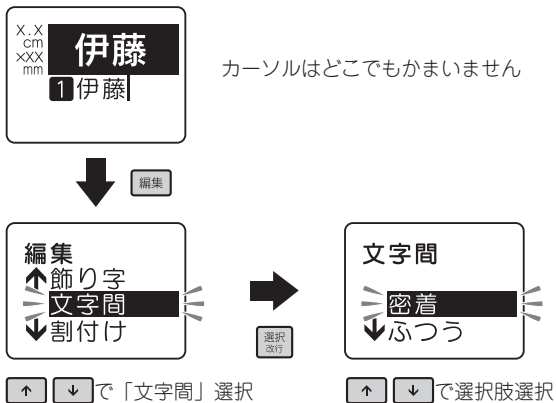 X.X
cm
×XX
mm
伊藤
1伊藤
カーソルはどこでもかまいません
編集
編集
↑飾り字
文字間
↓割付け
選択
改行
文字間
密着
↓ふつう
↑ ↓で「文字間」選択
↑ ↓で選択肢選択